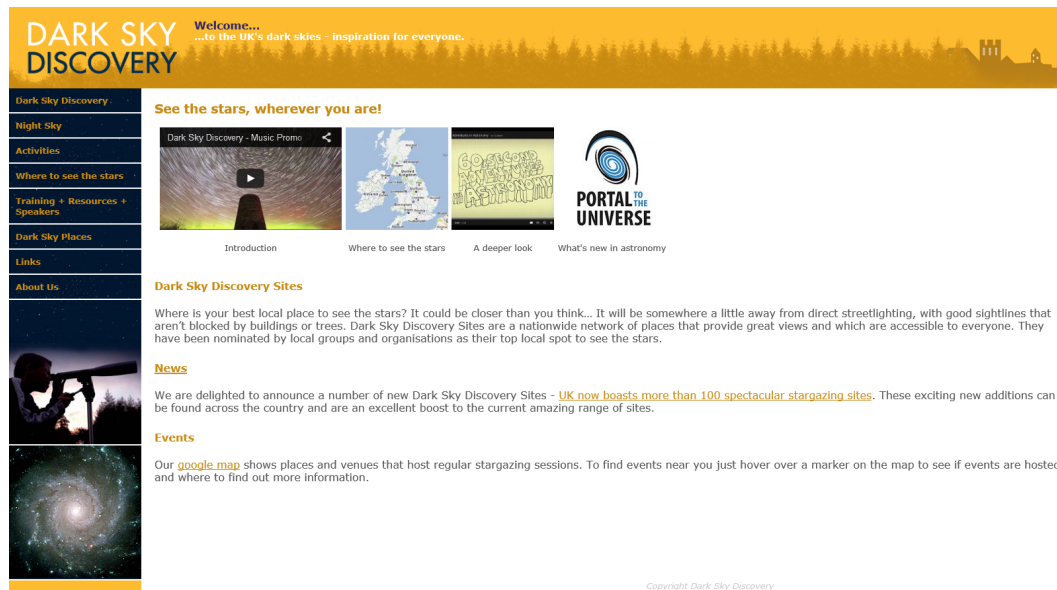 DARK SKY
DISCOVERY
Welcome...
...to the UK's dark skies - inspiration for everyone.
Dark Sky Discovery
Night Sky
Activities
Where to see the stars
Training + Resources +
Speakers
Dark Sky Places
Links
About Us
See the stars, wherever you are!
Dark Sky Discovery - Music Promo
60 SECOND
ADVENTURES
IN ASTRONOMY
PORTAL TO THE
UNIVERSE
Introduction
Where to see the stars
A deeper look
What's new in astronomy
Dark Sky Discovery Sites
Where is your best local place to see the stars? It could be closer than you think... It will be somewhere a little away from direct streetlighting, with good sightlines that
aren't blocked by buildings or trees. Dark Sky Discovery Sites are a nationwide network of places that provide great views and which are accessible to everyone. They
have been nominated by local groups and organisations as their top local spot to see the stars.
News
We are delighted to announce a number of new Dark Sky Discovery Sites - UK now boasts more than 100 spectacular stargazing sites. These exciting new additions can
be found across the country and are an excellent boost to the current amazing range of sites.
Events
Our google map shows places and venues that host regular stargazing sessions. To find events near you just hover over a marker on the map to see if events are hosted
and where to find out more information.
Copyright Dark Sky Discovery